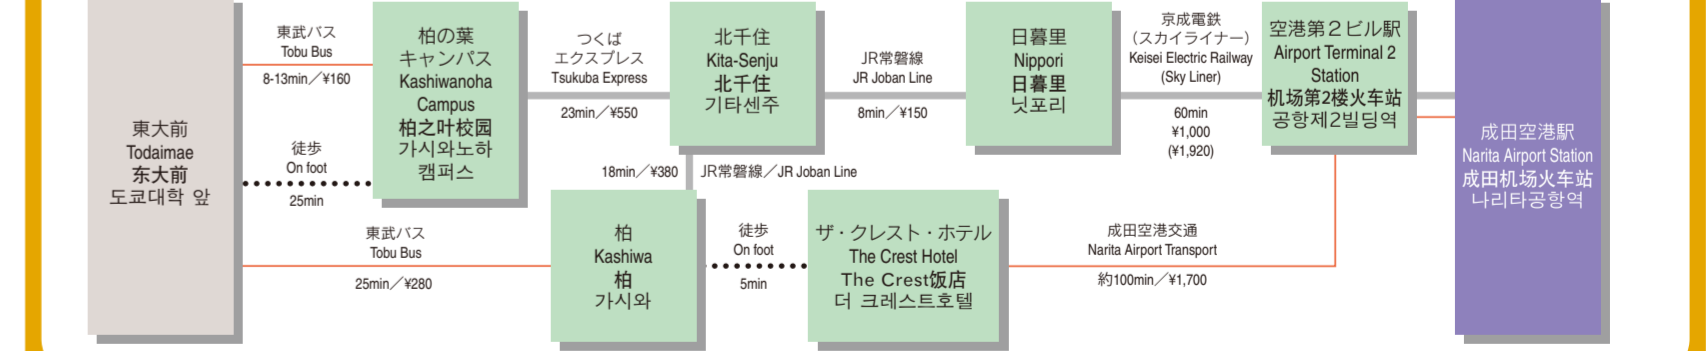 東大前
Todaimae
东大前
도쿄대학 앞
東武バス
Tobu Bus
8-13min／¥160
徒歩
On foot
25min
柏の葉
キャンパス
Kashiwanoha
Campus
柏之叶校园
가시와노하
캠퍼스
つくば
エクスプレス
Tsukuba Express
23min／¥550
北千住
Kita-Senju
北千住
기타센주
JR常磐線
JR Joban Line
8min／¥150
日暮里
Nippori
日暮里
닛포리
京成電鉄
（スカイライナー）
Keisei Electric Railway
(Sky Liner)
60min
¥1,000
(¥1,920)
空港第２ビル駅
Airport Terminal 2
Station
机场第2楼火车站
공항제2빌딩역
成田空港駅
Narita Airport Station
成田机场火车站
나리타공항역
18min／¥380
JR常磐線／JR Joban Line
東武バス
Tobu Bus
25min／¥280
柏
Kashiwa
柏
가시와
徒歩
On foot
5min
ザ・クレスト・ホテル
The Crest Hotel
The Crest饭店
더 크레스트호텔
成田空港交通
Narita Airport Transport
約100min／¥1,700